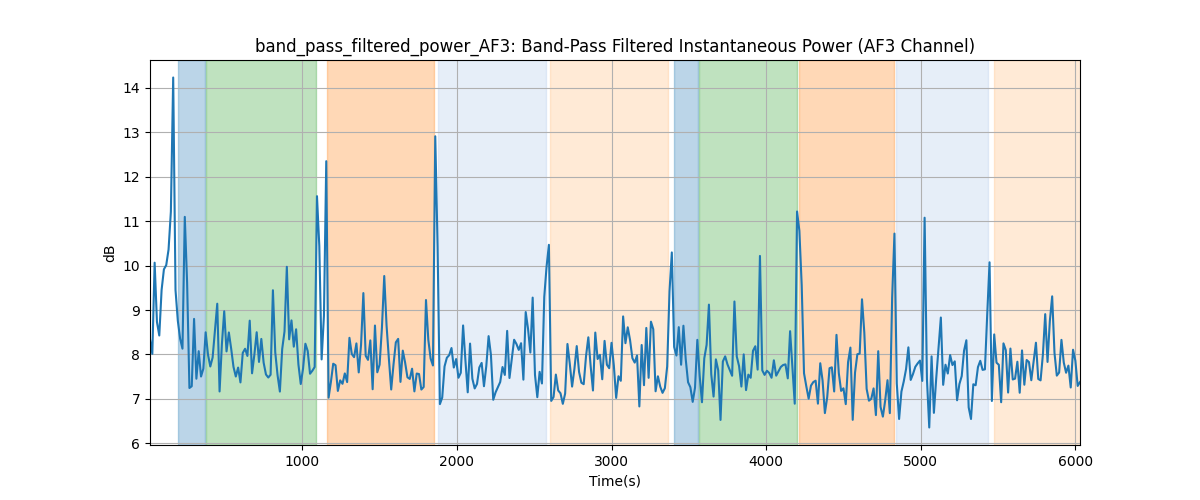 band_pass_filtered_power_AF3: Band-Pass Filtered Instantaneous Power (AF3 Channel)
14
13
12
11
10
9
8
7
6
dB
1000 2000 3000 4000 5000 6000
Time(s)